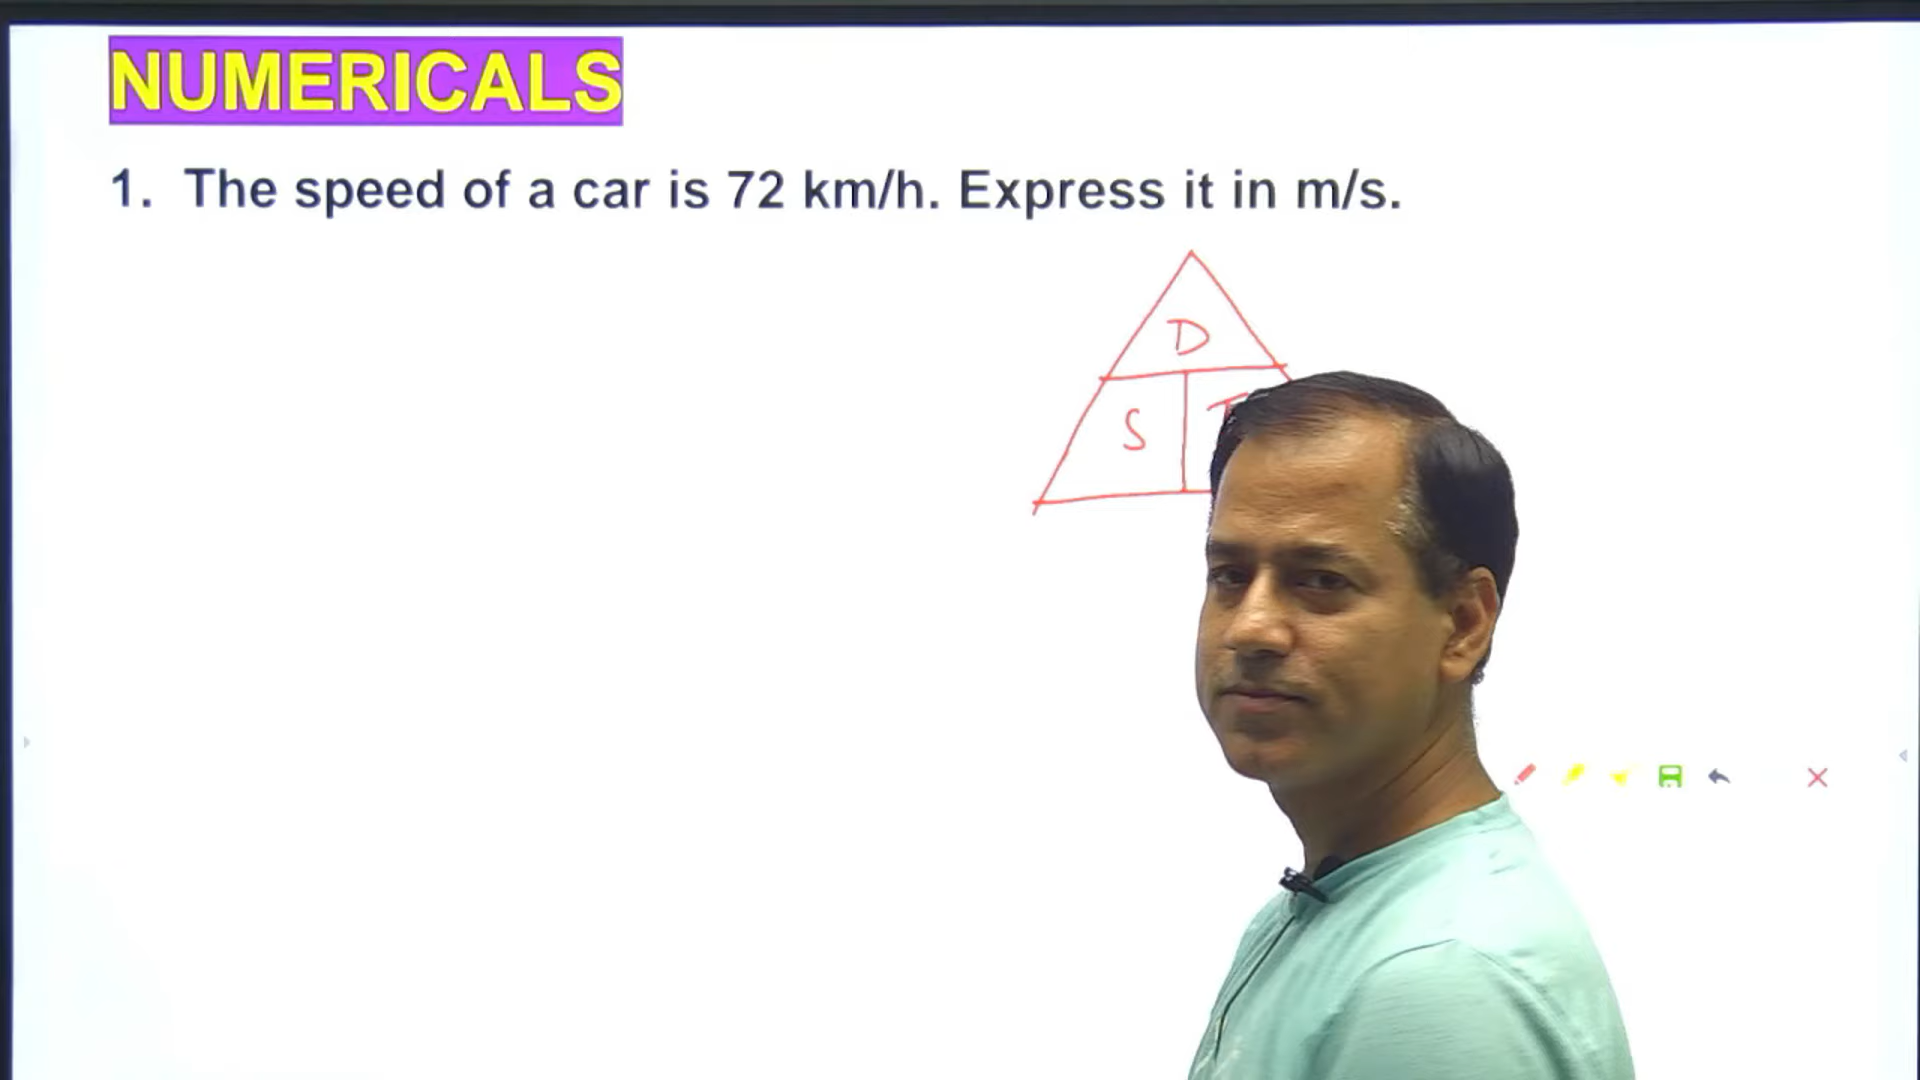 NUMERICALS
1. The speed of a car is 72 km/h. Express it in m/s.
D
S T